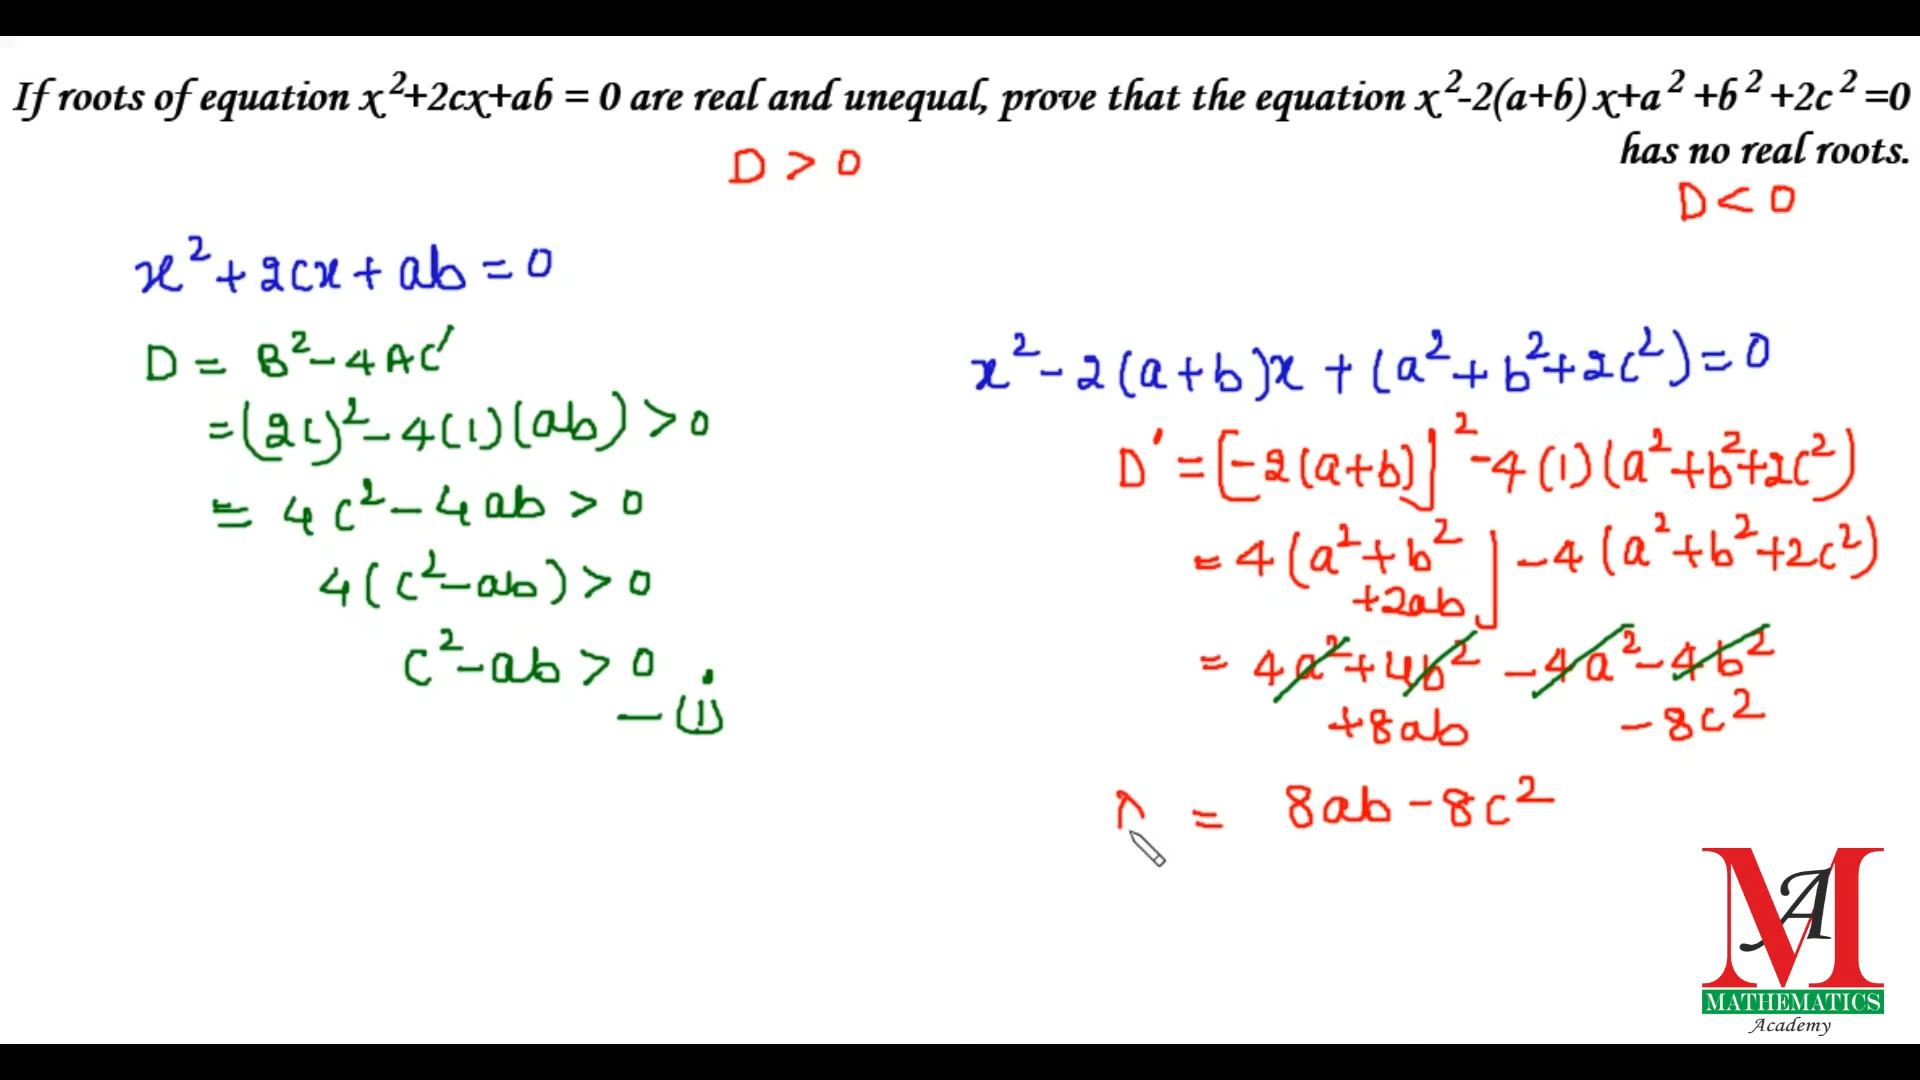 If roots of equation x²+2cx+ab = 0 are real and unequal, prove that the equation x²-2(a+b)x+a²+b²+2c²=0
has no real roots.
D > 0
D < 0
x² + 2cx + ab = 0
D = B² - 4AC
= (2c)² - 4(1)(ab) > 0
= 4c² - 4ab > 0
4(c² - ab) > 0
c² - ab > 0
— (1)
x² - 2(a+b)x + (a² + b² + 2c²) = 0
D' = [-2(a+b)]² - 4(1)(a² + b² + 2c²)
= 4(a² + b² + 2ab] - 4(a² + b² + 2c²)
= 4a² + 4b² - 4a² - 4b²
+8ab - 8c²
= 8ab - 8c²
MA
MATHEMATICS
Academy